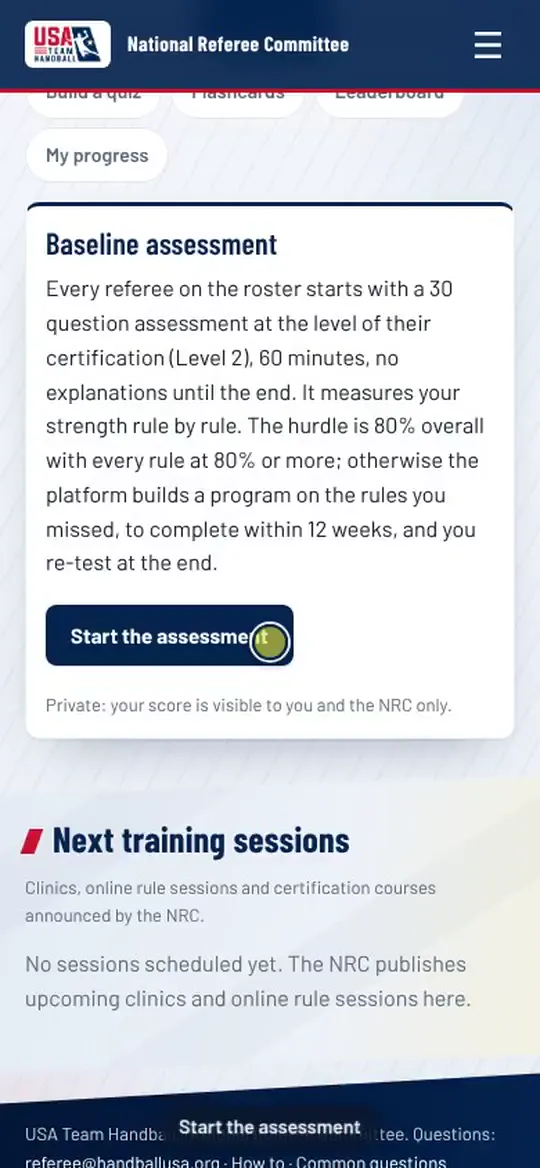 USA
TEAM
HANDBALL
National Referee Committee
Build a quiz
Flashcards
Leaderboard
My progress
Baseline assessment
Every referee on the roster starts with a 30
question assessment at the level of their
certification (Level 2), 60 minutes, no
explanations until the end. It measures your
strength rule by rule. The hurdle is 80% overall
with every rule at 80% or more; otherwise the
platform builds a program on the rules you
missed, to complete within 12 weeks, and you
re-test at the end.
Start the assessment
Private: your score is visible to you and the NRC only.
Next training sessions
Clinics, online rule sessions and certification courses
announced by the NRC.
No sessions scheduled yet. The NRC publishes
upcoming clinics and online rule sessions here.
Start the assessment
USA Team Questions:
referee@handballusa.org · How to · Common questions